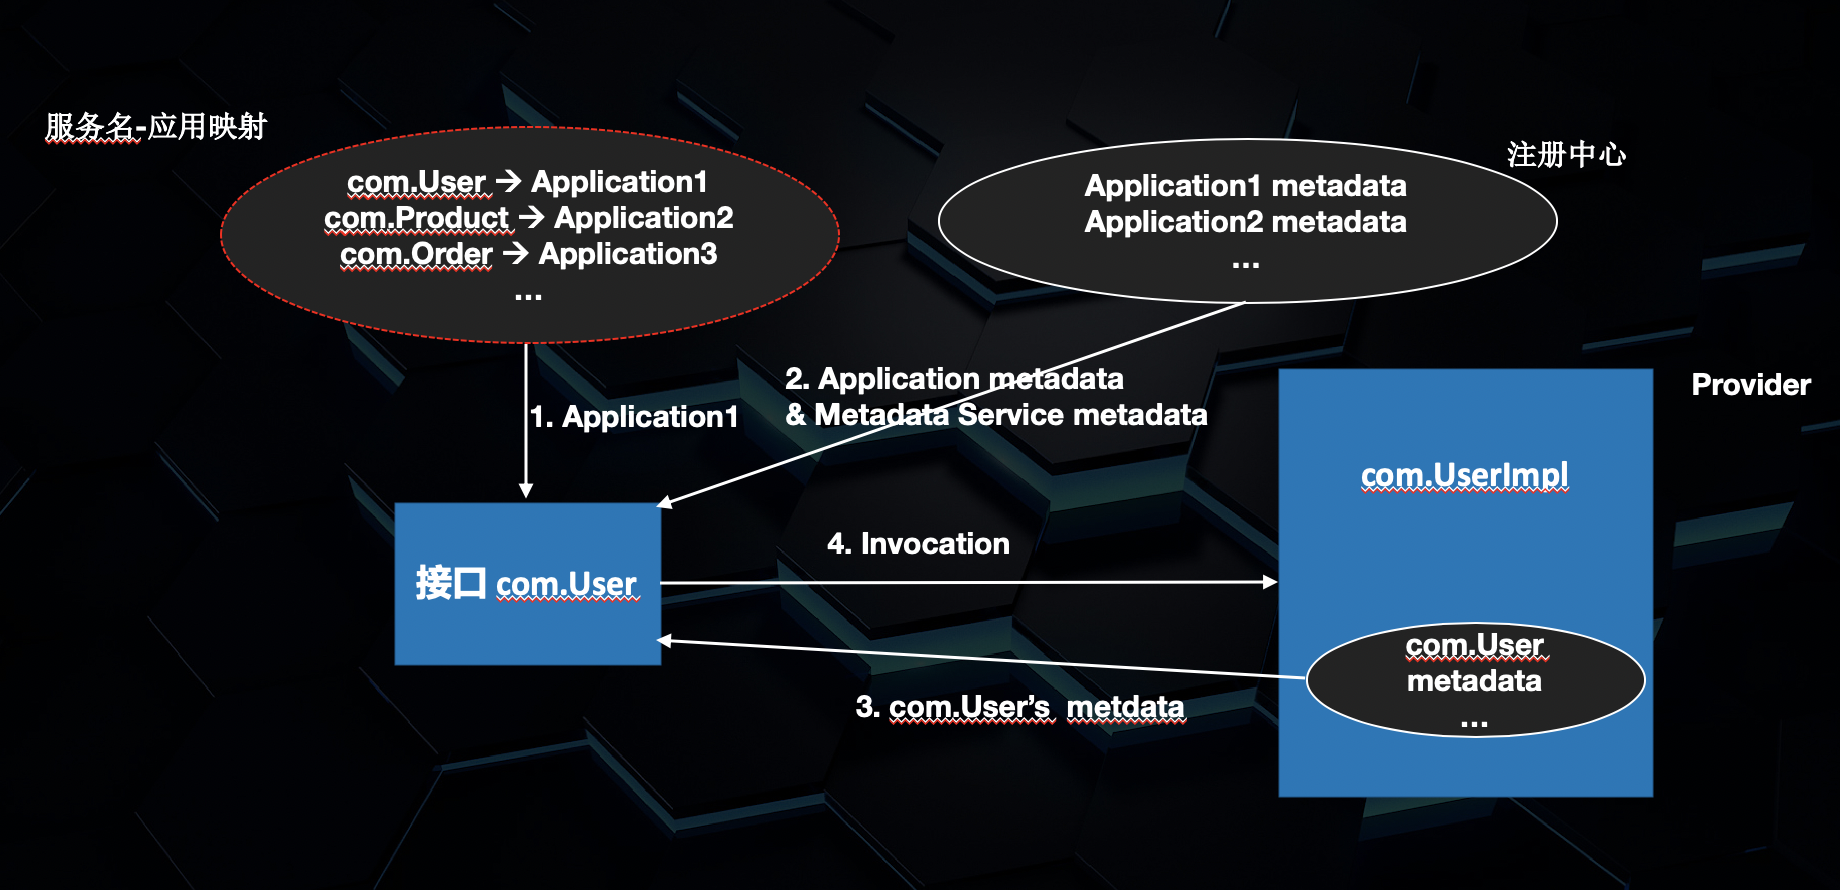 服务名-应用映射
com.User → Application1
com.Product → Application2
com.Order → Application3
...
注册中心
Application1 metadata
Application2 metadata
...
1. Application1
2. Application metadata
& Metadata Service metadata
Provider
com.UserImpl
4. Invocation
接口 com.User
com.User
metadata
...
3. com.User’s metdata